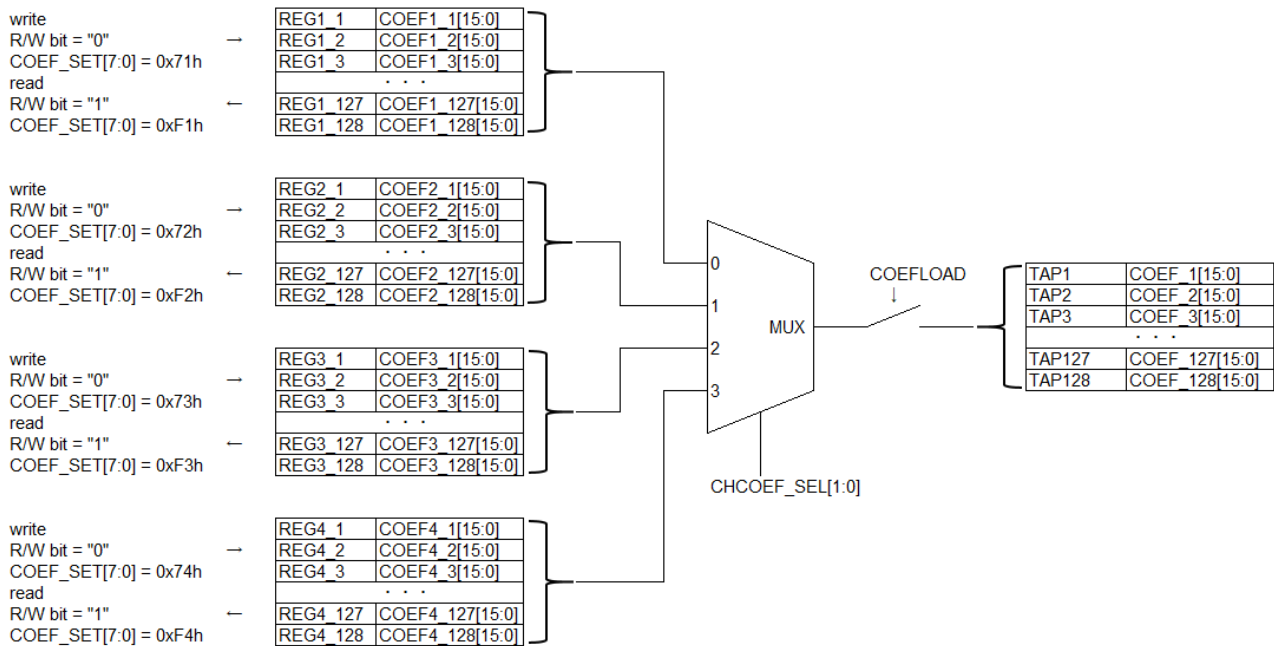 write
R/W bit = "0" →
COEF_SET[7:0] = 0x71h
read
R/W bit = "1" ←
COEF_SET[7:0] = 0xF1h
REG1_1 COEF1_1[15:0]
REG1_2 COEF1_2[15:0]
REG1_3 COEF1_3[15:0]
· · ·
REG1_127 COEF1_127[15:0]
REG1_128 COEF1_128[15:0]
write
R/W bit = "0" →
COEF_SET[7:0] = 0x72h
read
R/W bit = "1" ←
COEF_SET[7:0] = 0xF2h
REG2_1 COEF2_1[15:0]
REG2_2 COEF2_2[15:0]
REG2_3 COEF2_3[15:0]
· · ·
REG2_127 COEF2_127[15:0]
REG2_128 COEF2_128[15:0]
write
R/W bit = "0" →
COEF_SET[7:0] = 0x73h
read
R/W bit = "1" ←
COEF_SET[7:0] = 0xF3h
REG3_1 COEF3_1[15:0]
REG3_2 COEF3_2[15:0]
REG3_3 COEF3_3[15:0]
· · ·
REG3_127 COEF3_127[15:0]
REG3_128 COEF3_128[15:0]
write
R/W bit = "0" →
COEF_SET[7:0] = 0x74h
read
R/W bit = "1" ←
COEF_SET[7:0] = 0xF4h
REG4_1 COEF4_1[15:0]
REG4_2 COEF4_2[15:0]
REG4_3 COEF4_3[15:0]
· · ·
REG4_127 COEF4_127[15:0]
REG4_128 COEF4_128[15:0]
0
1
2
3
MUX
CHCOEF_SEL[1:0]
COEFLOAD
↓
TAP1 COEF_1[15:0]
TAP2 COEF_2[15:0]
TAP3 COEF_3[15:0]
· · ·
TAP127 COEF_127[15:0]
TAP128 COEF_128[15:0]